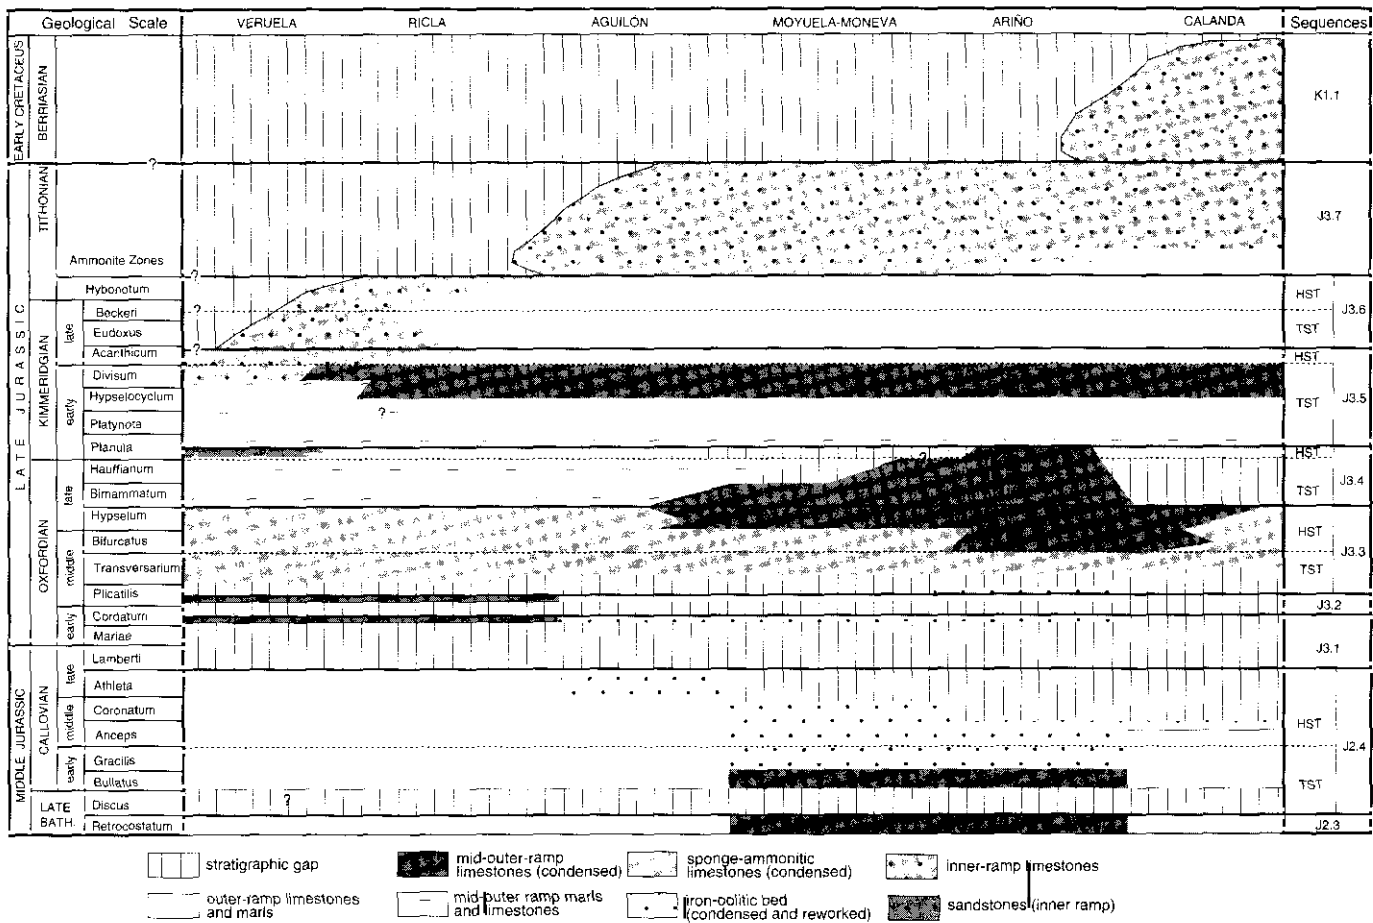 Geological Scale VERUELA RICLA AGUILÓN MOYUELA-MONEVA ARIÑO CALANDA Sequences
EARLY CRETACEUS
BERRIASIAN
K1.1
?
LATE JURASSIC
TITHONIAN
J3.7
Ammonite Zones
?
Hybonotum
HST
KIMMERIDGIAN
late
Beckeri
?
J3.6
Eudoxus
TST
?
Acanthicum
HST
early
Divisum
Hypselocyclum
TST
J3.5
? –
Platynota
Planula
HST
?
OXFORDIAN
late
Hauffianum
J3.4
Bimammatum
TST
Hypselum
middle
Bifurcatus
HST
J3.3
Transversarium
TST
Plicatilis
J3.2
early
Cordatum
Mariae
J3.1
MIDDLE JURASSIC
CALLOVIAN
late
Lamberti
Athleta
middle
Coronatum
Anceps
HST
J2.4
early
Gracilis
Bullatus
TST
LATE BATH.
Discus
?
Retrocostatum
J2.3
stratigraphic gap
mid-outer-ramp
limestones (condensed)
sponge-ammonitic
limestones (condensed)
inner-ramp limestones
outer-ramp limestones
and marls
mid-outer ramp marls
and limestones
iron-oolitic bed
(condensed and reworked)
sandstones (inner ramp)